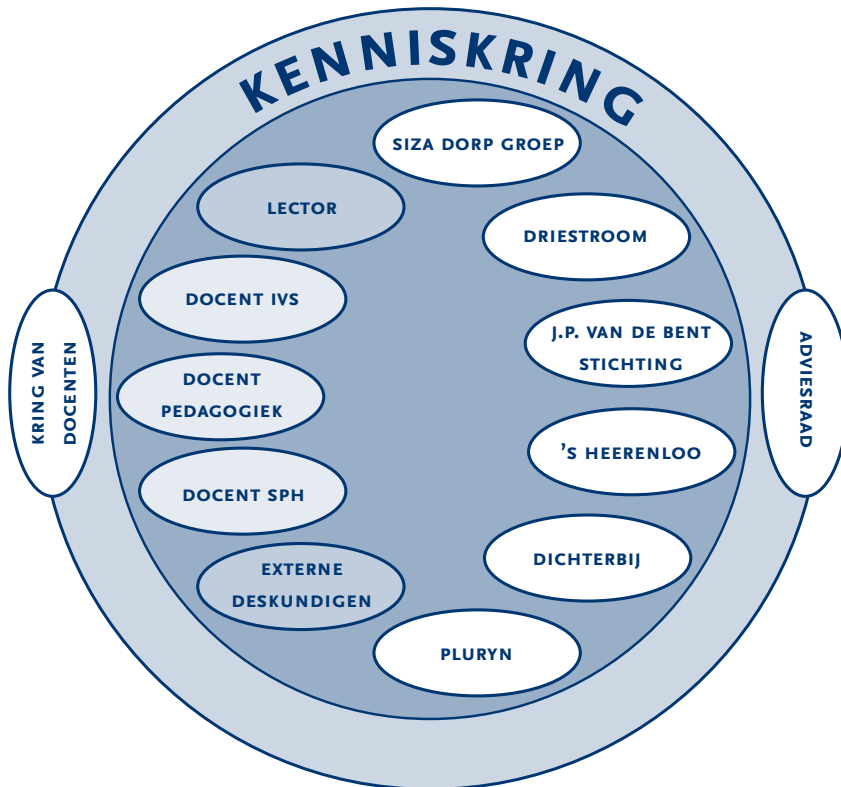 KENNISKRING
SIZA DORP GROEP
LECTOR
DRIESTROOM
DOCENT IVS
J.P. VAN DE BENT
STICHTING
DOCENT
PEDAGOGIEK
KRING VAN
DOCENTEN
ADVIESRAAD
'S HEERENLOO
DOCENT SPH
DICHTERBIJ
EXTERNE
DESKUNDIGEN
PLURYN